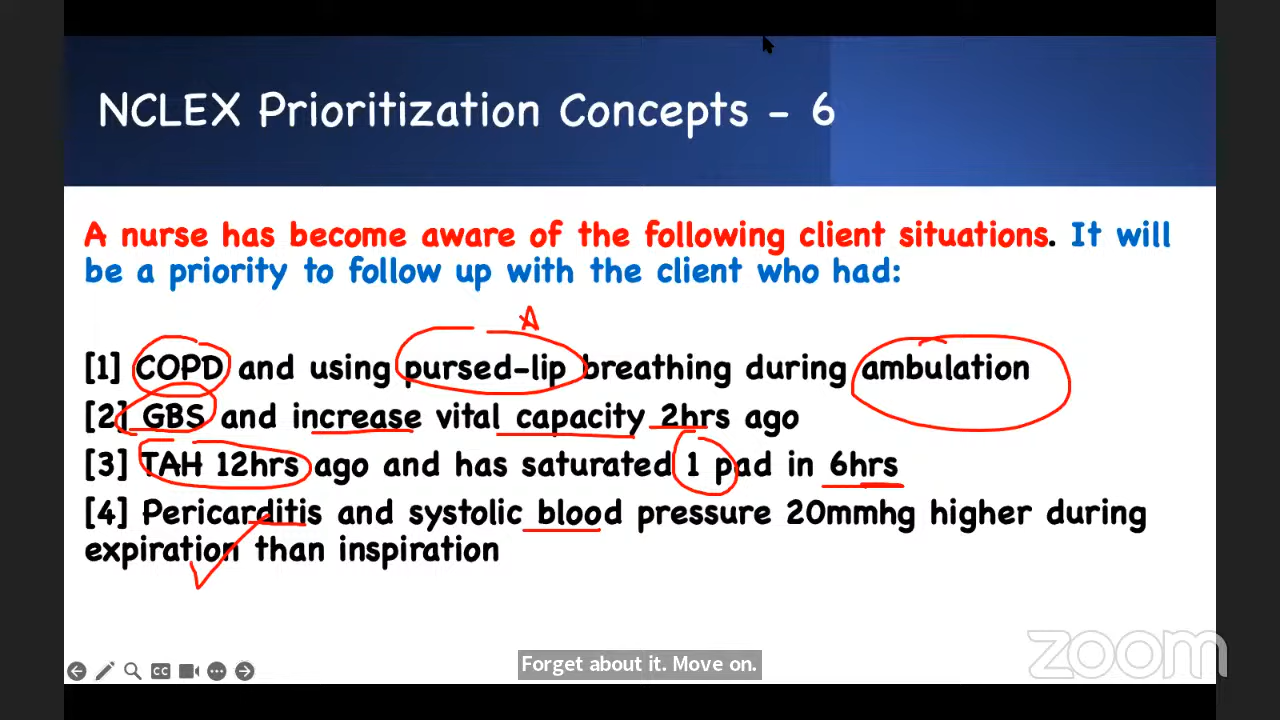 NCLEX Prioritization Concepts - 6
A nurse has become aware of the following client situations. It will
be a priority to follow up with the client who had:
A
[1] COPD and using pursed-lip breathing during ambulation
[2] GBS and increase vital capacity 2hrs ago
[3] TAH 12hrs ago and has saturated 1 pad in 6hrs
[4] Pericarditis and systolic blood pressure 20mmhg higher during
expiration than inspiration
zoom
CC
Forget about it. Move on.